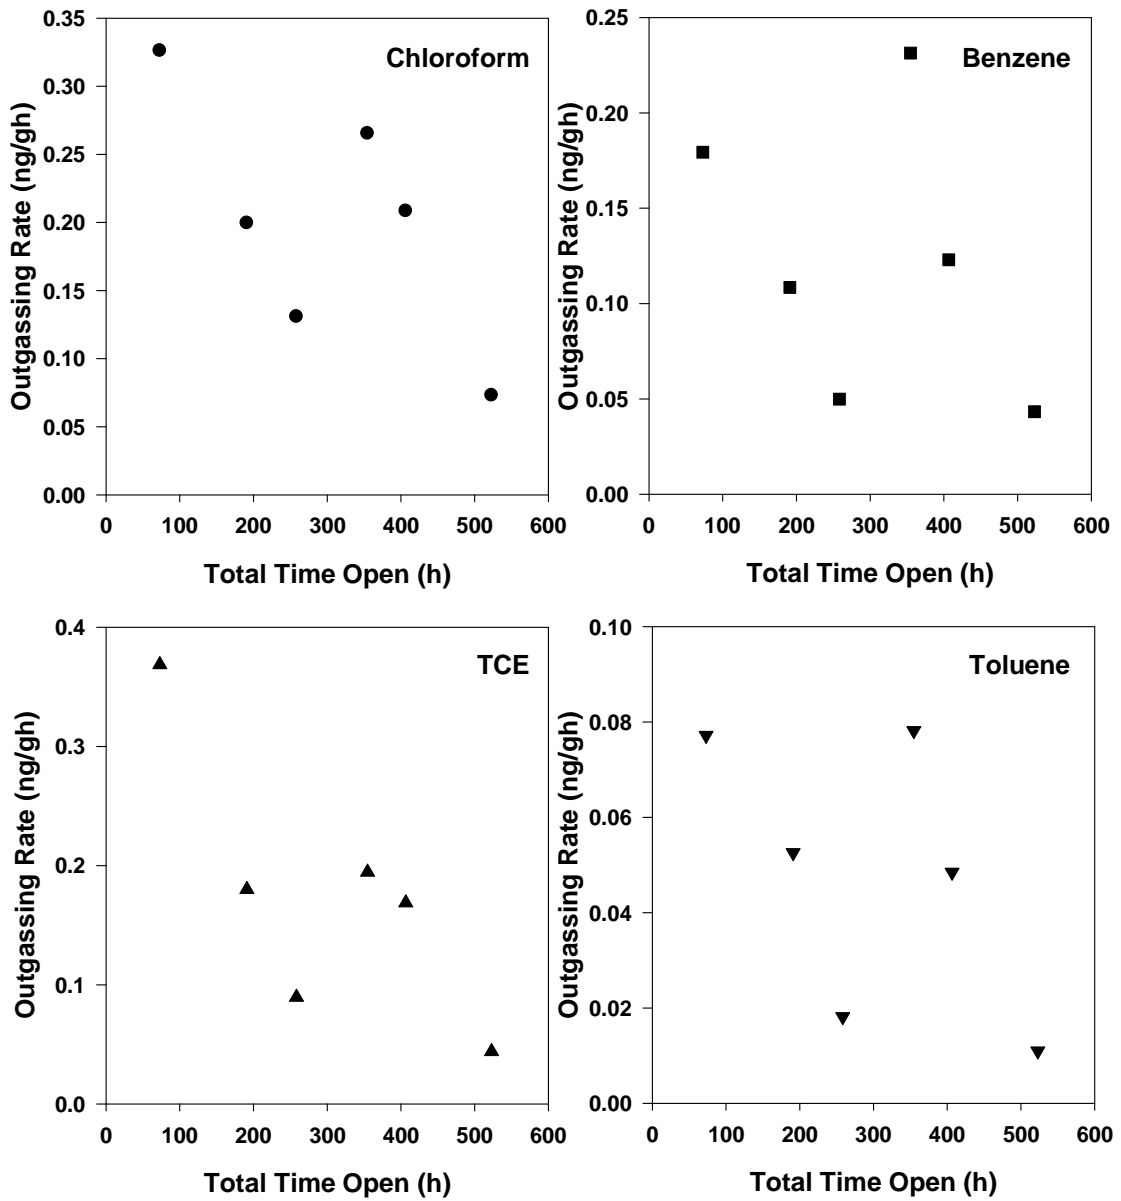 Chloroform
Outgassing Rate (ng/gh)
0.35
0.30
0.25
0.20
0.15
0.10
0.05
0.00
0 100 200 300 400 500 600
Total Time Open (h)
Benzene
Outgassing Rate (ng/gh)
0.25
0.20
0.15
0.10
0.05
0.00
0 100 200 300 400 500 600
Total Time Open (h)
TCE
Outgassing Rate (ng/gh)
0.4
0.3
0.2
0.1
0.0
0 100 200 300 400 500 600
Total Time Open (h)
Toluene
Outgassing Rate (ng/gh)
0.10
0.08
0.06
0.04
0.02
0.00
0 100 200 300 400 500 600
Total Time Open (h)